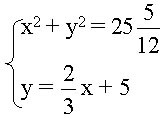 x² + y² = 25 5/12
y = 2/3 x + 5